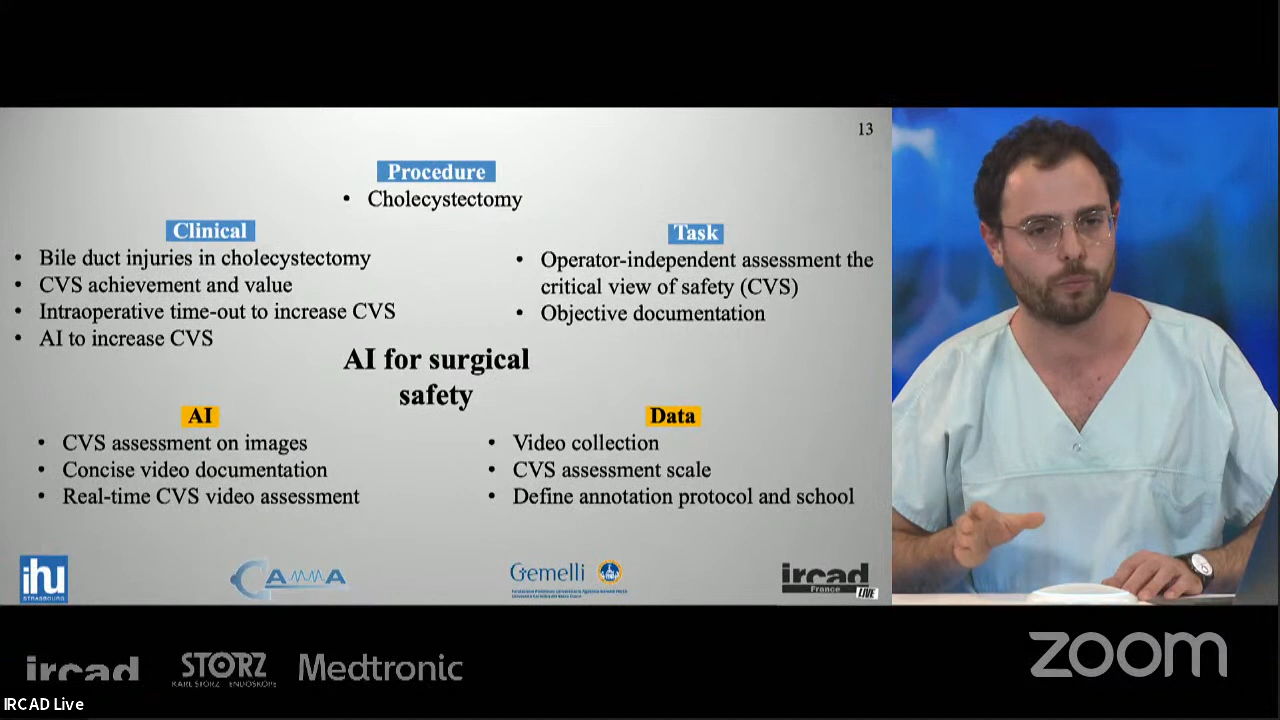 13
Procedure
• Cholecystectomy
Clinical
• Bile duct injuries in cholecystectomy
• CVS achievement and value
• Intraoperative time-out to increase CVS
• AI to increase CVS
Task
• Operator-independent assessment the
critical view of safety (CVS)
• Objective documentation
AI for surgical
safety
AI
• CVS assessment on images
• Concise video documentation
• Real-time CVS video assessment
Data
• Video collection
• CVS assessment scale
• Define annotation protocol and school
ihu
STRASBOURG
CAMMA
Gemelli
ircad
France
LIVE
ircad
STORZ
KARL STORZ - ENDOSKOPE
Medtronic
zoom
IRCAD Live